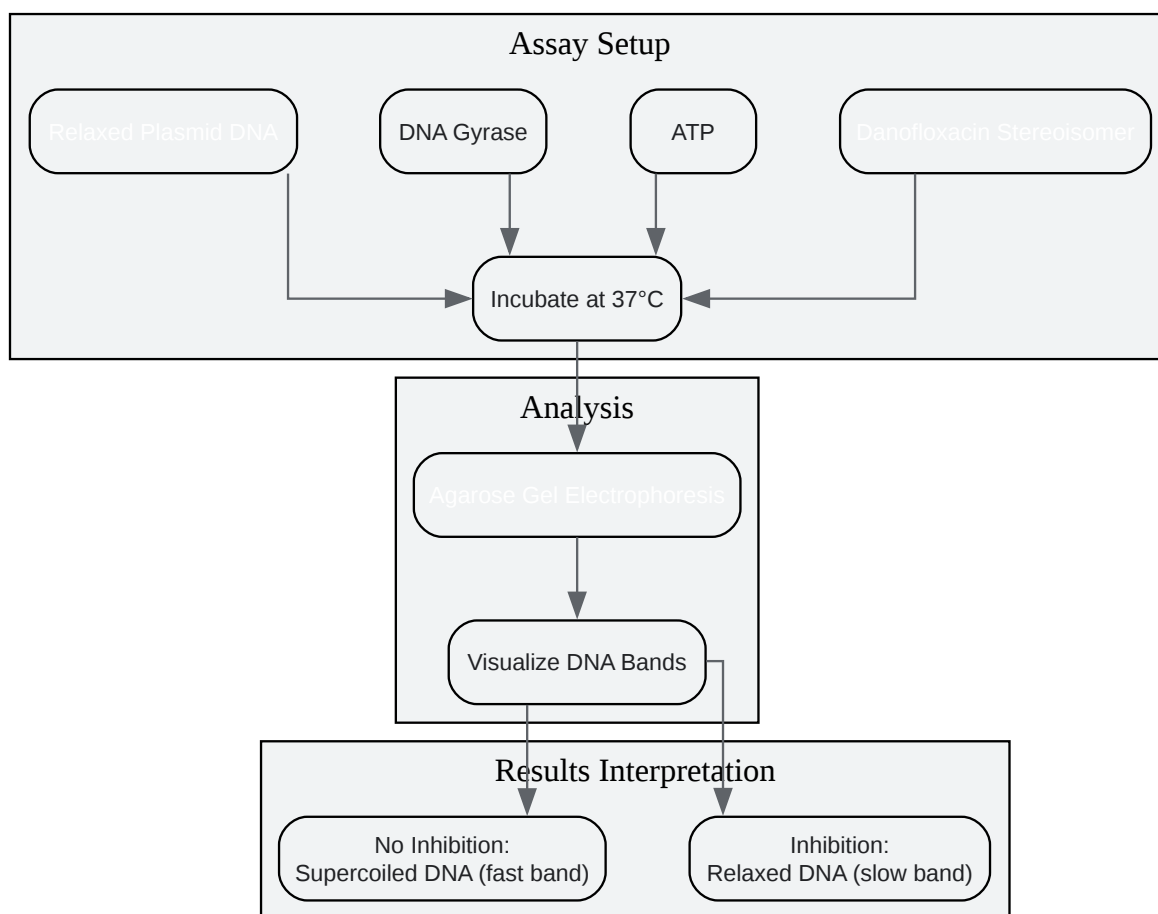 Assay Setup
Relaxed Plasmid DNA
DNA Gyrase
ATP
Danofloxacin Stereoisomer
Incubate at 37°C
Analysis
Agarose Gel Electrophoresis
Visualize DNA Bands
Results Interpretation
No Inhibition:
Supercoiled DNA (fast band)
Inhibition:
Relaxed DNA (slow band)